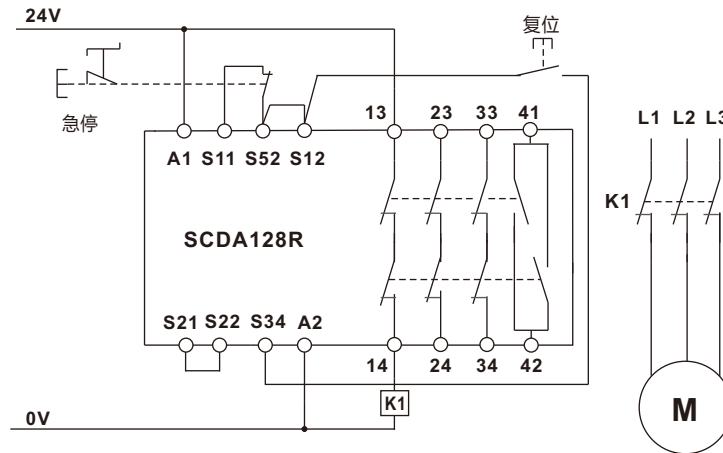 24V
复位
急停
13 23 33 41
L1 L2 L3
A1 S11 S52 S12
K1
SCDA128R
S21 S22 S34 A2
14 24 34 42
K1
M
0V